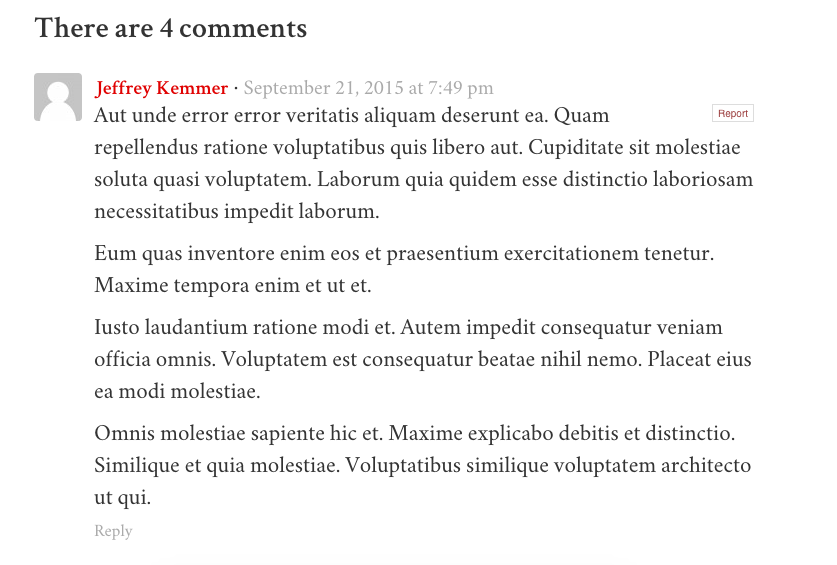 There are 4 comments
Jeffrey Kemmer · September 21, 2015 at 7:49 pm
Report
Aut unde error error veritatis aliquam deserunt ea. Quam
repellendus ratione voluptatibus quis libero aut. Cupiditate sit molestiae
soluta quasi voluptatem. Laborum quia quidem esse distinctio laboriosam
necessitatibus impedit laborum.
Eum quas inventore enim eos et praesentium exercitationem tenetur.
Maxime tempora enim et ut et.
Iusto laudantium ratione modi et. Autem impedit consequatur veniam
officia omnis. Voluptatem est consequatur beatae nihil nemo. Placeat eius
ea modi molestiae.
Omnis molestiae sapiente hic et. Maxime explicabo debitis et distinctio.
Similique et quia molestiae. Voluptatibus similique voluptatem architecto
ut qui.
Reply